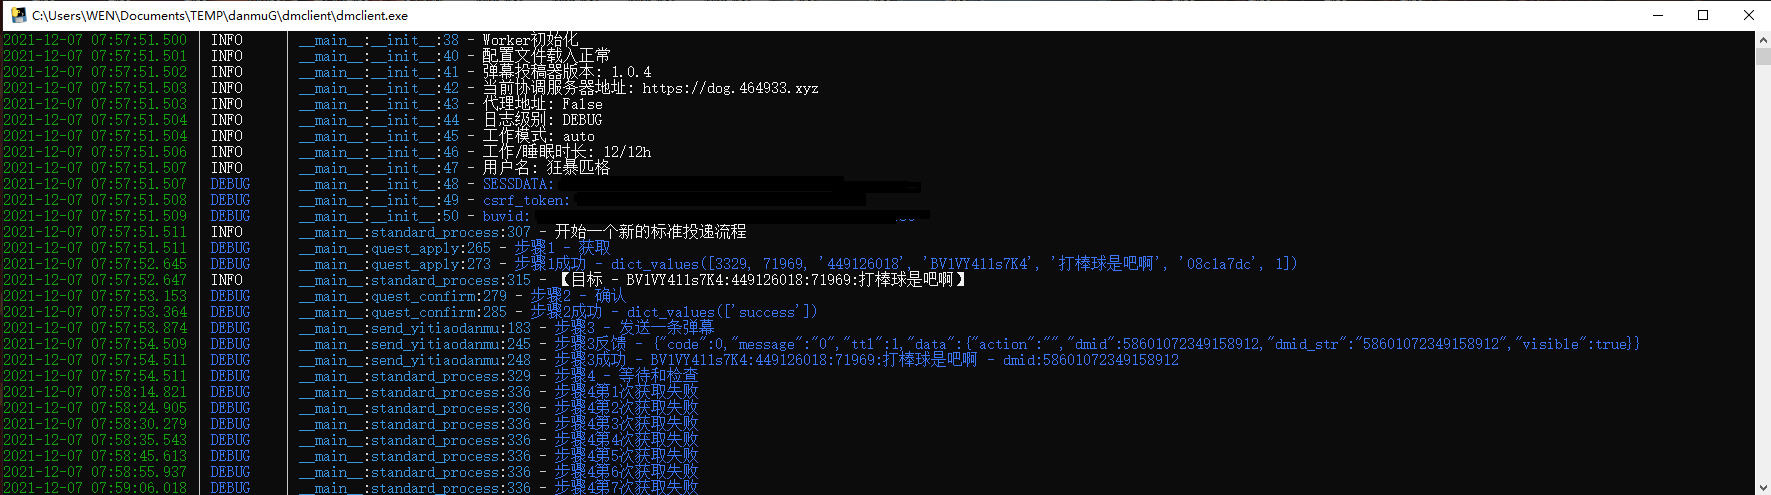 C:\Users\WEN\Documents\TEMP\danmuG\dmclient\dmclient.exe
2021-12-07 07:57:51.500 | INFO | __main__:__init__:38 - Worker初始化
2021-12-07 07:57:51.501 | INFO | __main__:__init__:40 - 配置文件载入正常
2021-12-07 07:57:51.502 | INFO | __main__:__init__:41 - 弹幕投稿器版本: 1.0.4
2021-12-07 07:57:51.503 | INFO | __main__:__init__:42 - 当前协调服务器地址: https://dog.464933.xyz
2021-12-07 07:57:51.503 | INFO | __main__:__init__:43 - 代理地址: False
2021-12-07 07:57:51.504 | INFO | __main__:__init__:44 - 日志级别: DEBUG
2021-12-07 07:57:51.504 | INFO | __main__:__init__:45 - 工作模式: auto
2021-12-07 07:57:51.506 | INFO | __main__:__init__:46 - 工作/睡眠时长: 12/12h
2021-12-07 07:57:51.507 | INFO | __main__:__init__:47 - 用户名: 狂暴匹格
2021-12-07 07:57:51.507 | DEBUG | __main__:__init__:48 - SESSDATA:
2021-12-07 07:57:51.508 | DEBUG | __main__:__init__:49 - csrf_token:
2021-12-07 07:57:51.509 | DEBUG | __main__:__init__:50 - buvid:
2021-12-07 07:57:51.511 | INFO | __main__:standard_process:307 - 开始一个新的标准投递流程
2021-12-07 07:57:51.511 | DEBUG | __main__:quest_apply:265 - 步骤1 - 获取
2021-12-07 07:57:52.645 | DEBUG | __main__:quest_apply:273 - 步骤1成功 - dict_values([3329, 71969, '449126018', 'BV1VY411s7K4', '打棒球是吧啊', '08c1a7dc', 1])
2021-12-07 07:57:52.647 | INFO | __main__:standard_process:315 - 【目标 - BV1VY411s7K4:449126018:71969:打棒球是吧啊】
2021-12-07 07:57:53.153 | DEBUG | __main__:quest_confirm:279 - 步骤2 - 确认
2021-12-07 07:57:53.364 | DEBUG | __main__:quest_confirm:285 - 步骤2成功 - dict_values(['success'])
2021-12-07 07:57:53.874 | DEBUG | __main__:send_yitiaodanmu:183 - 步骤3 - 发送一条弹幕
2021-12-07 07:57:54.509 | DEBUG | __main__:send_yitiaodanmu:245 - 步骤3反馈 - {"code":0,"message":"0","ttl":1,"data":{"action":"","dmid":58601072349158912,"dmid_str":"58601072349158912","visible":true}}
2021-12-07 07:57:54.511 | DEBUG | __main__:send_yitiaodanmu:248 - 步骤3成功 - BV1VY411s7K4:449126018:71969:打棒球是吧啊 - dmid:58601072349158912
2021-12-07 07:57:54.511 | DEBUG | __main__:standard_process:329 - 步骤4 - 等待和检查
2021-12-07 07:58:14.821 | DEBUG | __main__:standard_process:336 - 步骤4第1次获取失败
2021-12-07 07:58:24.905 | DEBUG | __main__:standard_process:336 - 步骤4第2次获取失败
2021-12-07 07:58:30.279 | DEBUG | __main__:standard_process:336 - 步骤4第3次获取失败
2021-12-07 07:58:35.543 | DEBUG | __main__:standard_process:336 - 步骤4第4次获取失败
2021-12-07 07:58:45.613 | DEBUG | __main__:standard_process:336 - 步骤4第5次获取失败
2021-12-07 07:58:55.937 | DEBUG | __main__:standard_process:336 - 步骤4第6次获取失败
2021-12-07 07:59:06.018 | DEBUG | __main__:standard_process:336 - 步骤4第7次获取失败